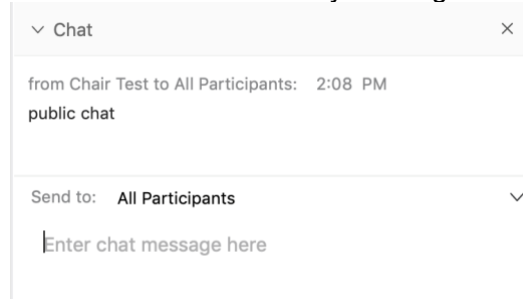 Chat
from Chair Test to All Participants: 2:08 PM
public chat
Send to: All Participants
Enter chat message here